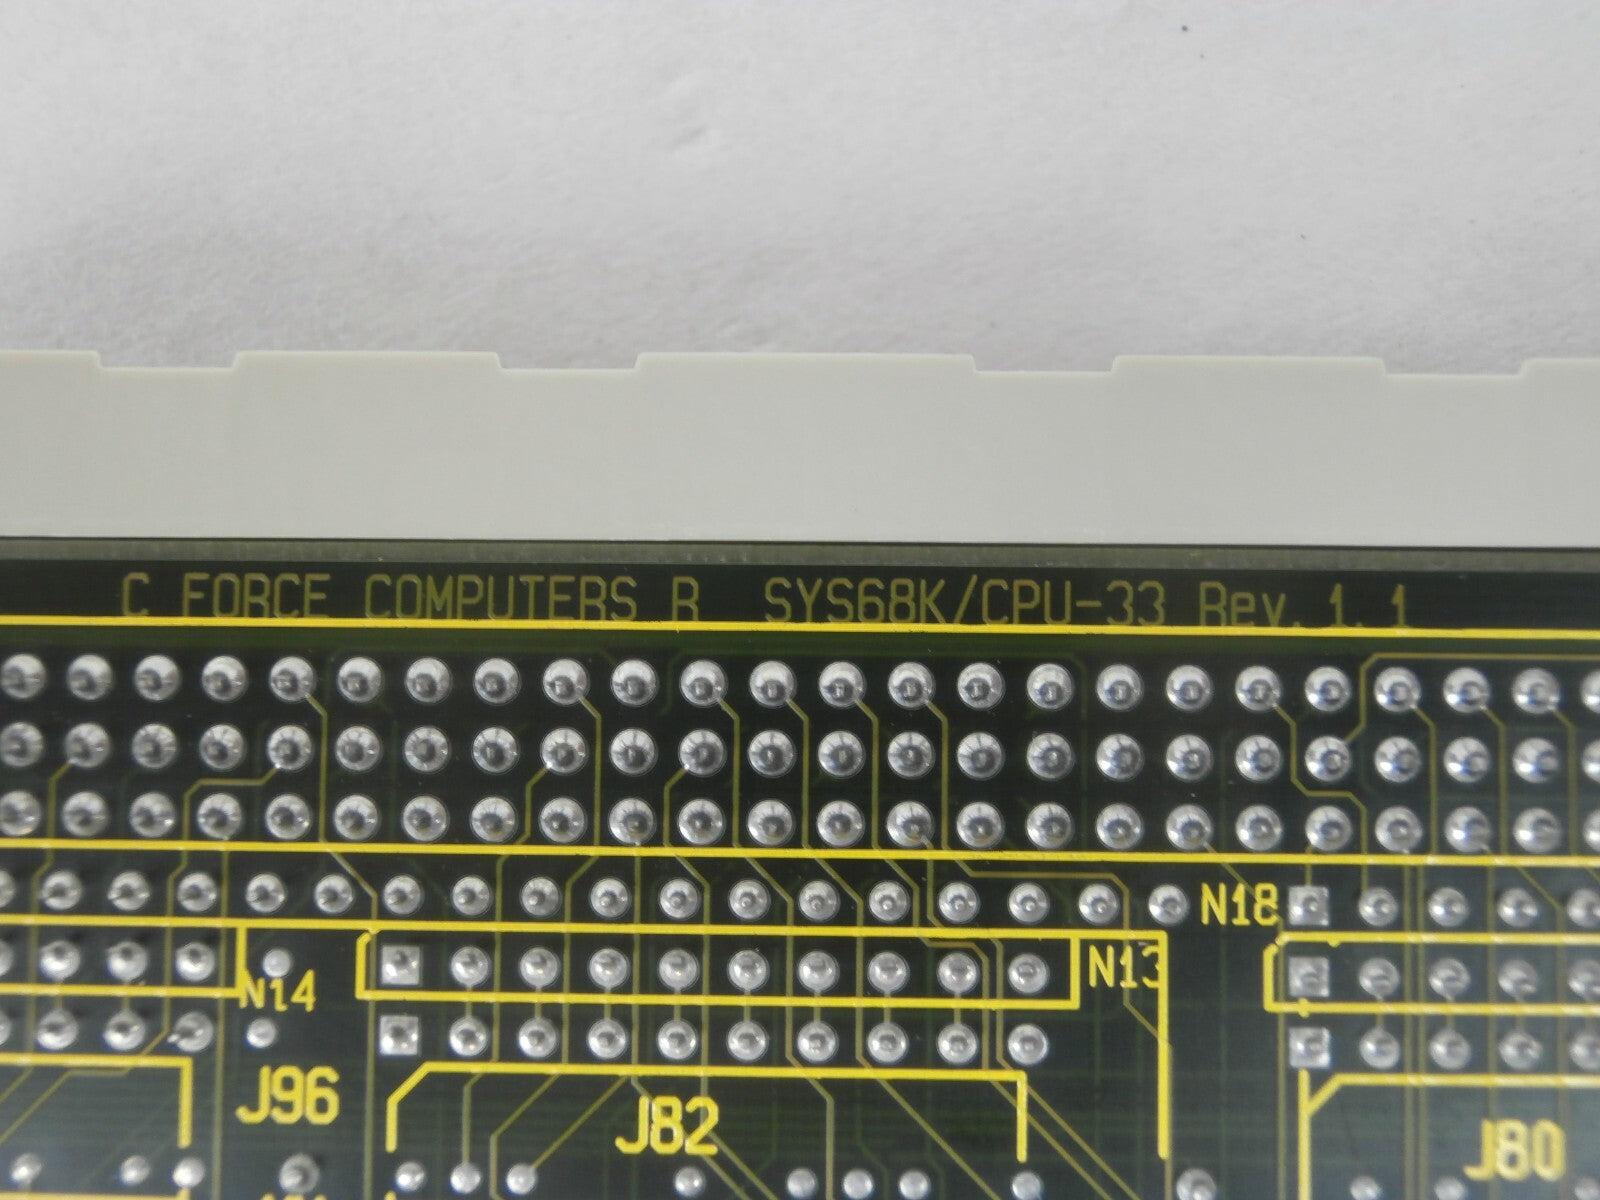 C FORCE COMPUTERS R SYS68K/CPU-33 Rev. 1.1
N18
N13
N14
J96
J82
J80